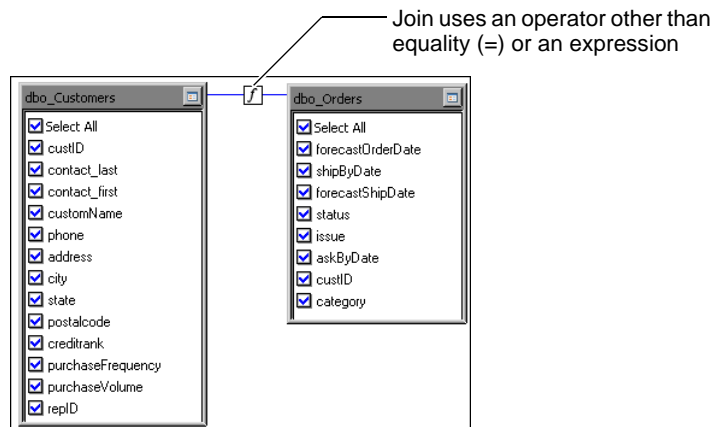 Join uses an operator other than
equality (=) or an expression
f
dbo_Customers
Select All
custID
contact_last
contact_first
customName
phone
address
city
state
postalcode
creditrank
purchaseFrequency
purchaseVolume
repID
dbo_Orders
Select All
forecastOrderDate
shipByDate
forecastShipDate
status
issue
askByDate
custID
category